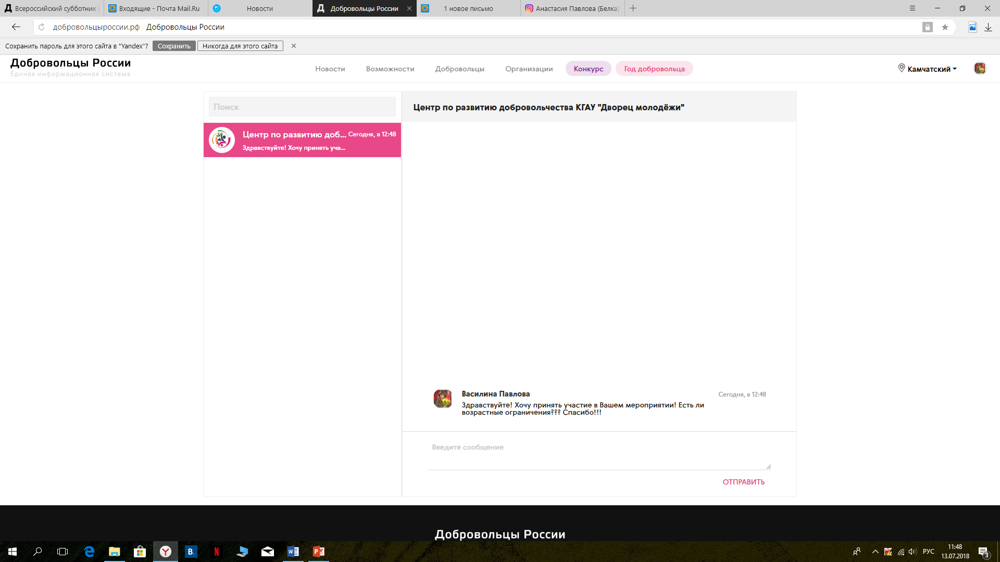 Всероссийский субботник
Входящие - Почта Mail.Ru
Новости
Добровольцы России
1 новое письмо
Анастасия Павлова (Белка)
добровольцыроссии.рф Добровольцы России
Сохранить пароль для этого сайта в "Yandex"? Сохранить Никогда для этого сайта
Добровольцы России
Единая информационная система
Новости Возможности Добровольцы Организации Конкурс Год добровольца
Камчатский
Поиск
Центр по развитию доб... Сегодня, в 12:48
Здравствуйте! Хочу принять уча...
Центр по развитию добровольчества КГАУ "Дворец молодёжи"
Василина Павлова Сегодня, в 12:48
Здравствуйте! Хочу принять участие в Вашем мероприятии! Есть ли
возрастные ограничения??? Спасибо!!!
Введите сообщение
ОТПРАВИТЬ
Добровольцы России
РУС
11:48
13.07.2018
3